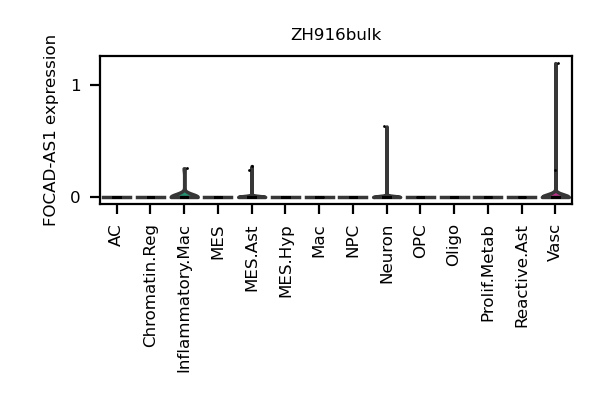 ZH916bulk
FOCAD-AS1 expression
1
0
AC
Chromatin.Reg
Inflammatory.Mac
MES
MES.Ast
MES.Hyp
Mac
NPC
Neuron
OPC
Oligo
Prolif.Metab
Reactive.Ast
Vasc